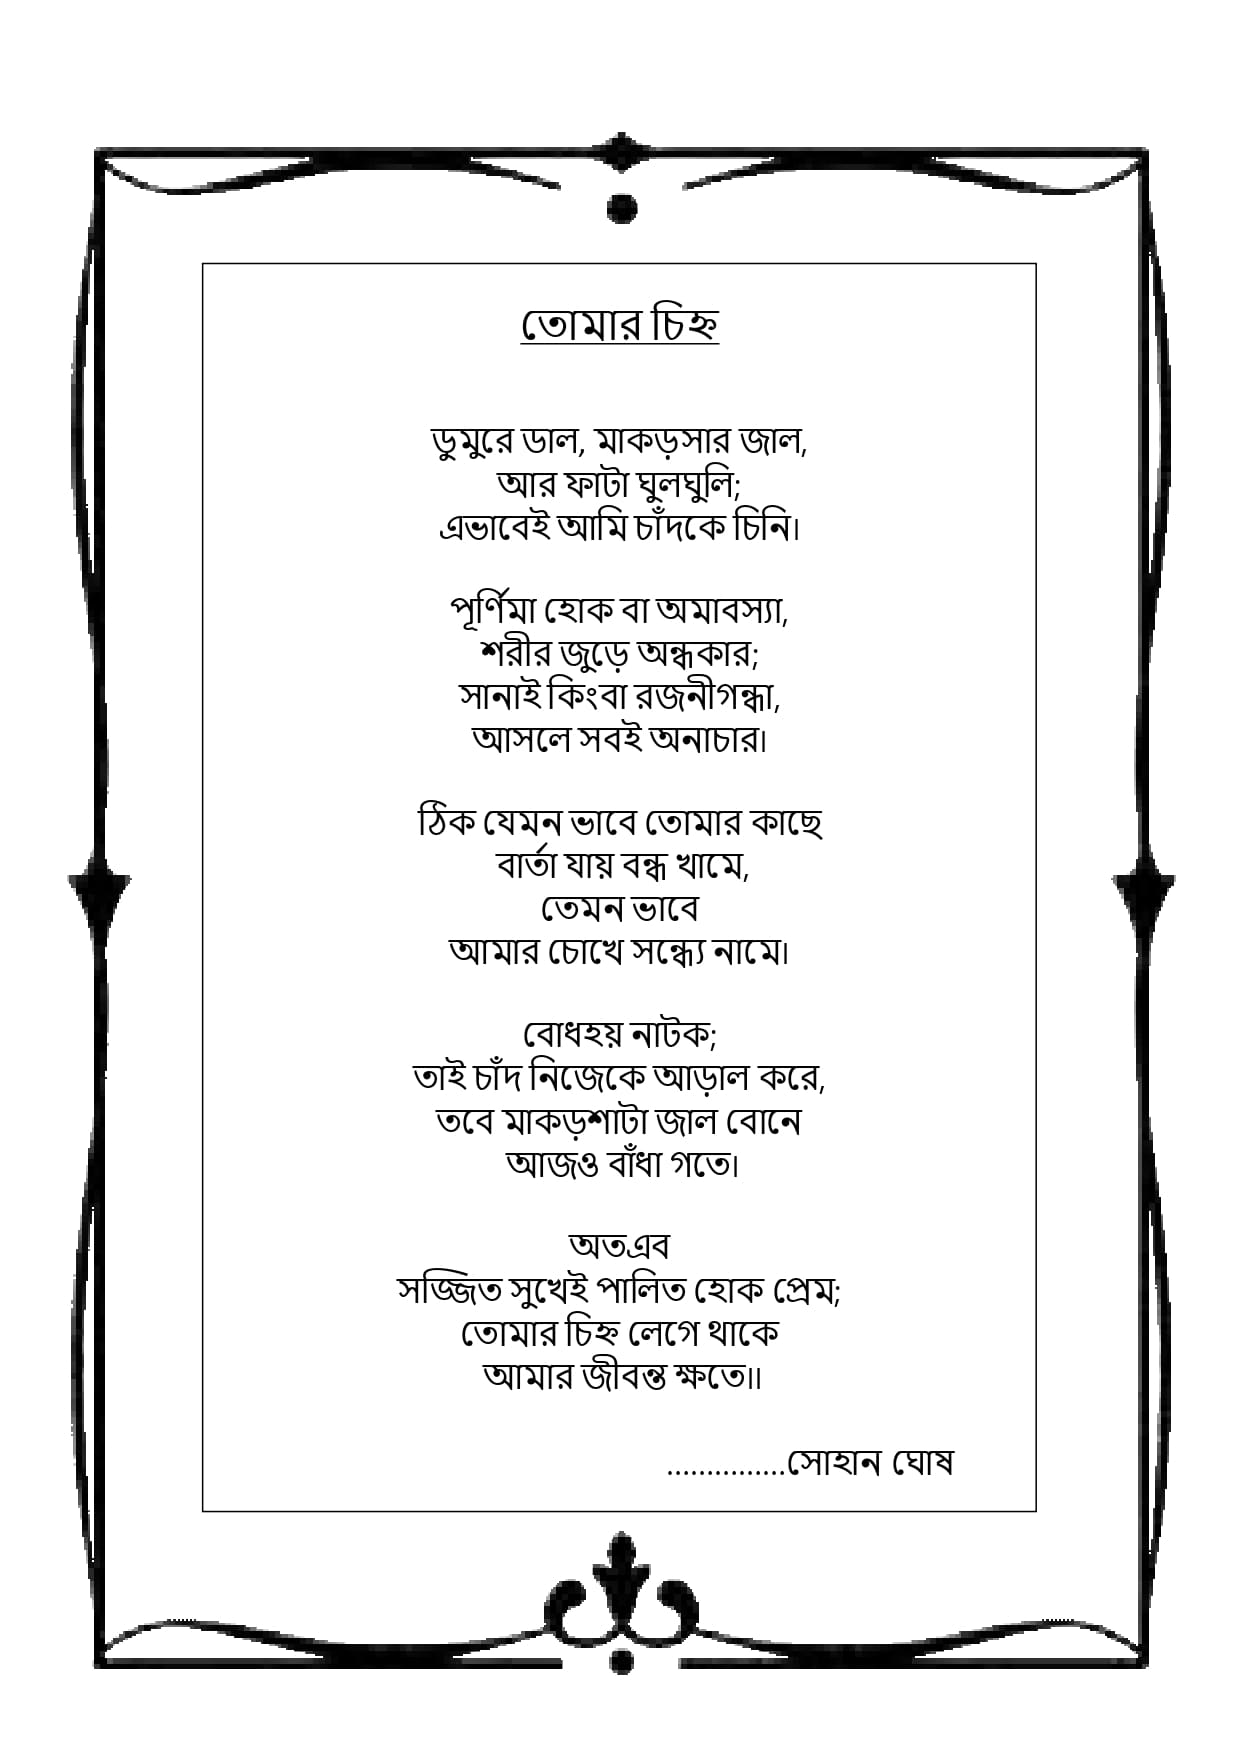 তোমার চিহ্ন
ডুমুরে ডাল, মাকড়সার জাল,
আর ফাটা ঘুলঘুলি;
এভাবেই আমি চাঁদকে চিনি।
পূর্ণিমা হোক বা অমাবস্যা,
শরীর জুড়ে অন্ধকার;
সানাই কিংবা রজনীগন্ধা,
আসলে সবই অনাচার।
ঠিক যেমন ভাবে তোমার কাছে
বার্তা যায় বন্ধ খামে,
তেমন ভাবে
আমার চোখে সন্ধ্যে নামে।
বোধহয় নাটক;
তাই চাঁদ নিজেকে আড়াল করে,
তবে মাকড়শাটা জাল বোনে
আজও বাঁধা গতে।
অতএব
সজ্জিত সুখেই পালিত হোক প্রেম;
তোমার চিহ্ন লেগে থাকে
আমার জীবন্ত ক্ষতে॥
...............সোহান ঘোষ